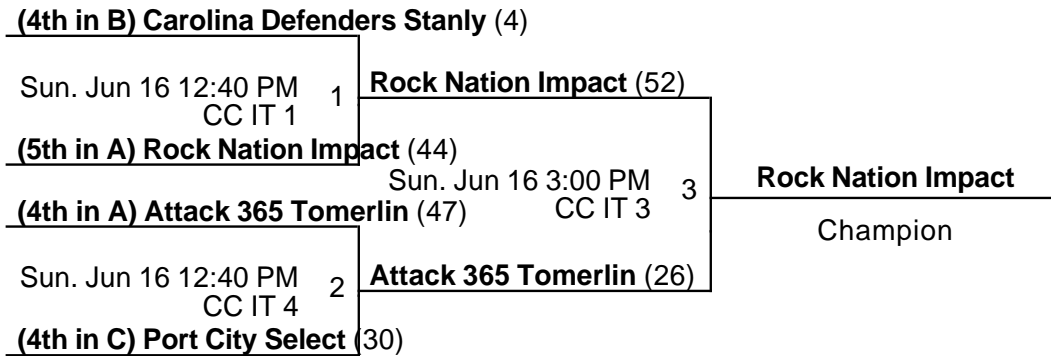 (4th in B) Carolina Defenders Stanly (4)
Sun. Jun 16 12:40 PM
CC IT 1
1
Rock Nation Impact (52)
(5th in A) Rock Nation Impact (44)
Sun. Jun 16 3:00 PM
CC IT 3
3
Rock Nation Impact
Champion
(4th in A) Attack 365 Tomerlin (47)
Sun. Jun 16 12:40 PM
CC IT 4
2
Attack 365 Tomerlin (26)
(4th in C) Port City Select (30)